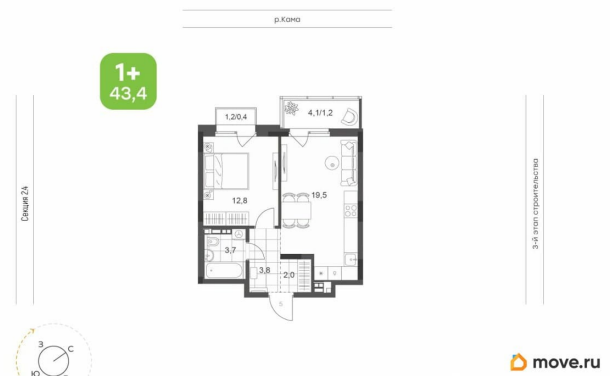 р.Кама
1+
43,4
1,2/0,4
4,1/1,2
12,8
19,5
3,7
3,8
2,0
Б
Секция 24
3-й этап строительства
З
С
Ю
move.ru